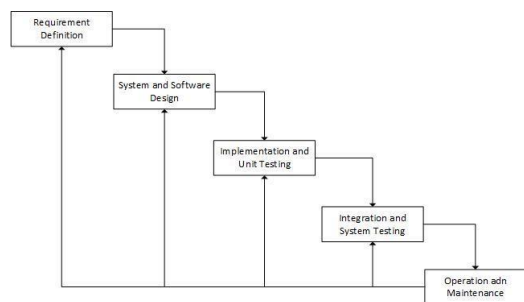 Requirement
Definition
System and Software
Design
Implementation and
Unit Testing
Integration and
System Testing
Operation adn
Maintenance